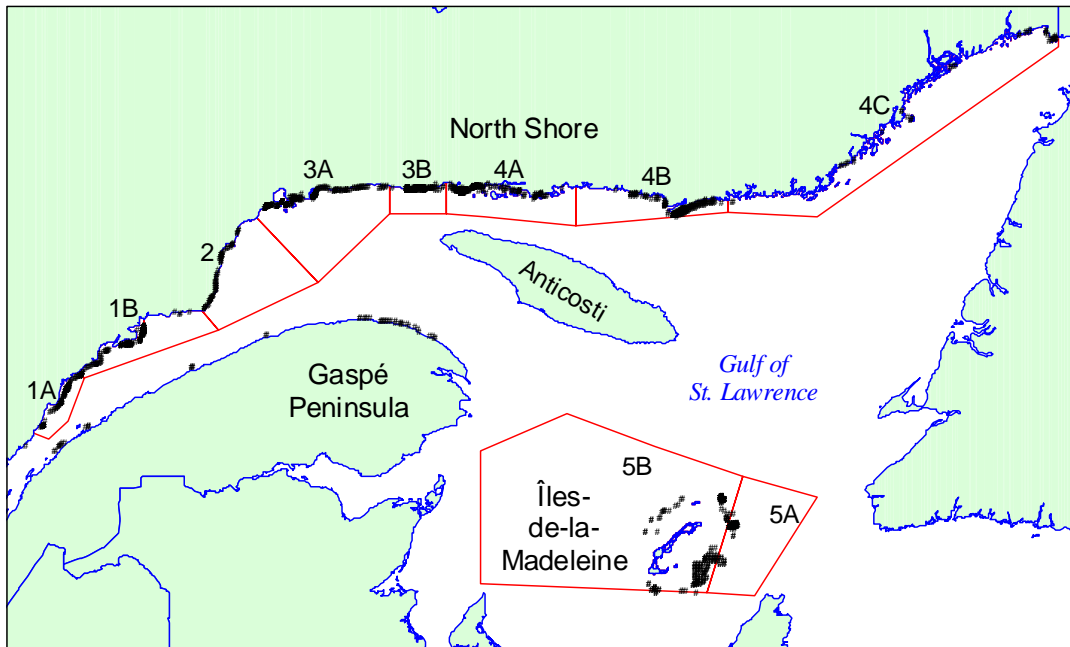 North Shore
4C
3A
3B
4A
4B
2
Anticosti
1B
Gulf of
St. Lawrence
1A
Gaspé
Peninsula
5B
Îles-
de-la-
Madeleine
5A